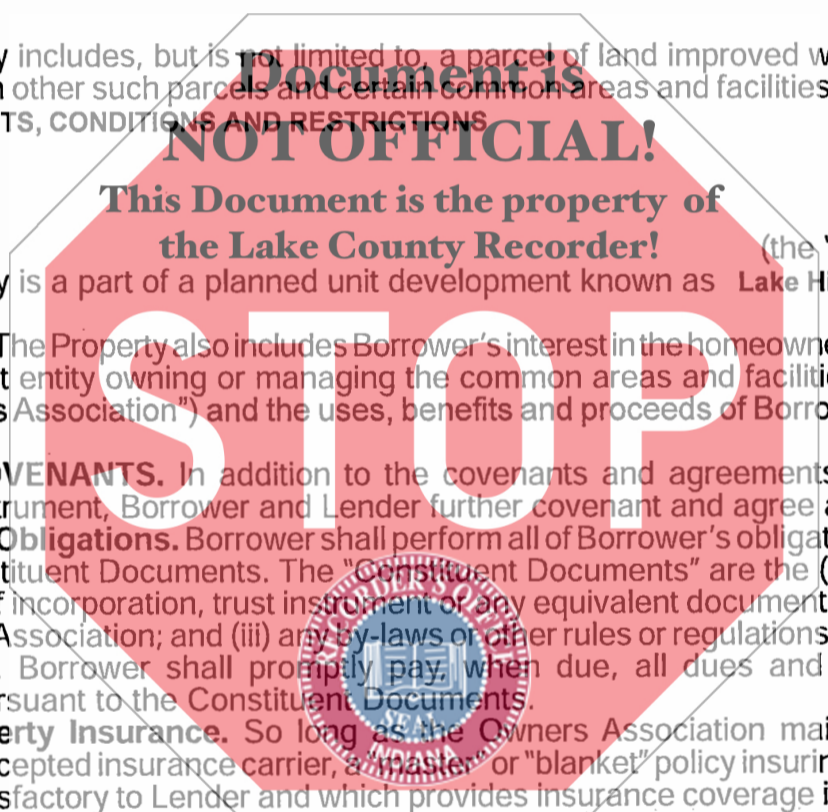 y includes, but is not limited to, a parcel of land improved w
Document is
n other such parcels and certain common areas and facilities
TS, CONDITIONS AND RESTRICTIONS
NOT OFFICIAL!
This Document is the property of
the Lake County Recorder!
(the "
y is a part of a planned unit development known as Lake Hi
STOP
The Property also includes Borrower's interest in the homeowne
t entity owning or managing the common areas and faciliti
s Association") and the uses, benefits and proceeds of Borro
OVENANTS. In addition to the covenants and agreements
trument, Borrower and Lender further covenant and agree a
Obligations. Borrower shall perform all of Borrower's obligat
tituent Documents. The "Constituent Documents" are the (
f incorporation, trust instrument or any equivalent document
Association; and (iii) any by-laws or other rules or regulations
. Borrower shall promptly pay, when due, all dues and
rsuant to the Constituent Documents.
RECORDER'S OFFICE
SEAL
INDIANA
erty Insurance. So long as the Owners Association mai
cepted insurance carrier, a "master" or "blanket" policy insurin
sfactory to Lender and which provides insurance coverage i